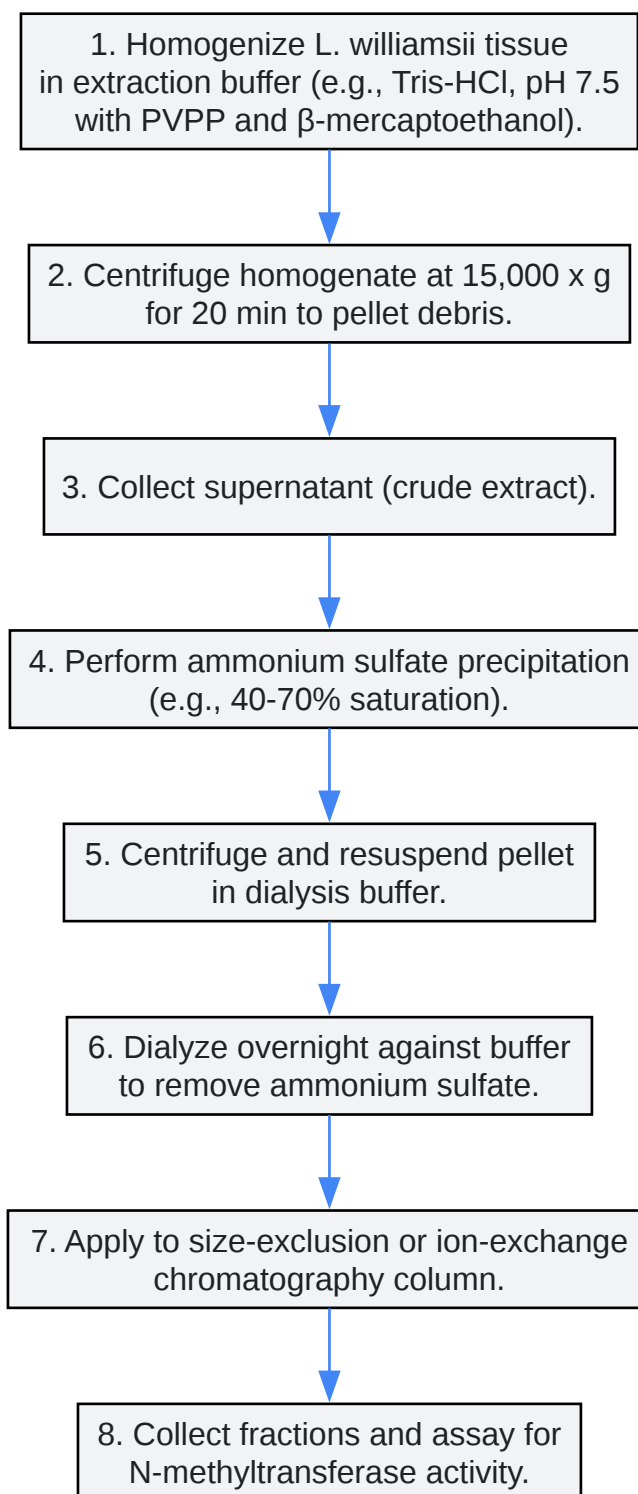 1. Homogenize L. williamsii tissue
in extraction buffer (e.g., Tris-HCl, pH 7.5
with PVPP and β-mercaptoethanol).
2. Centrifuge homogenate at 15,000 x g
for 20 min to pellet debris.
3. Collect supernatant (crude extract).
4. Perform ammonium sulfate precipitation
(e.g., 40-70% saturation).
5. Centrifuge and resuspend pellet
in dialysis buffer.
6. Dialyze overnight against buffer
to remove ammonium sulfate.
7. Apply to size-exclusion or ion-exchange
chromatography column.
8. Collect fractions and assay for
N-methyltransferase activity.